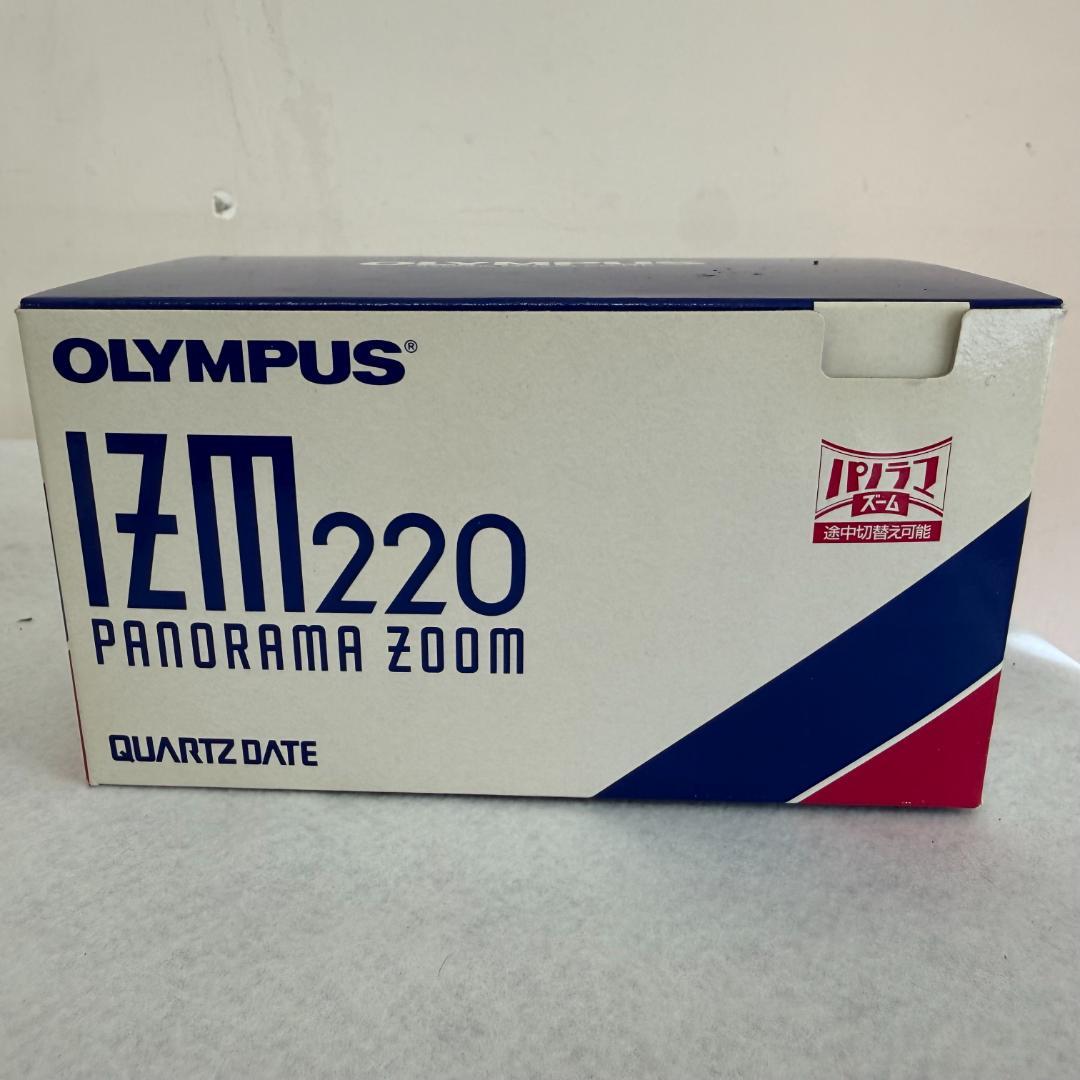 OLYMPUS
OLYMPUS®
IZM220
PANORAMA ZOOM
QUARTZ DATE
パノラマ
ズーム
途中切替え可能